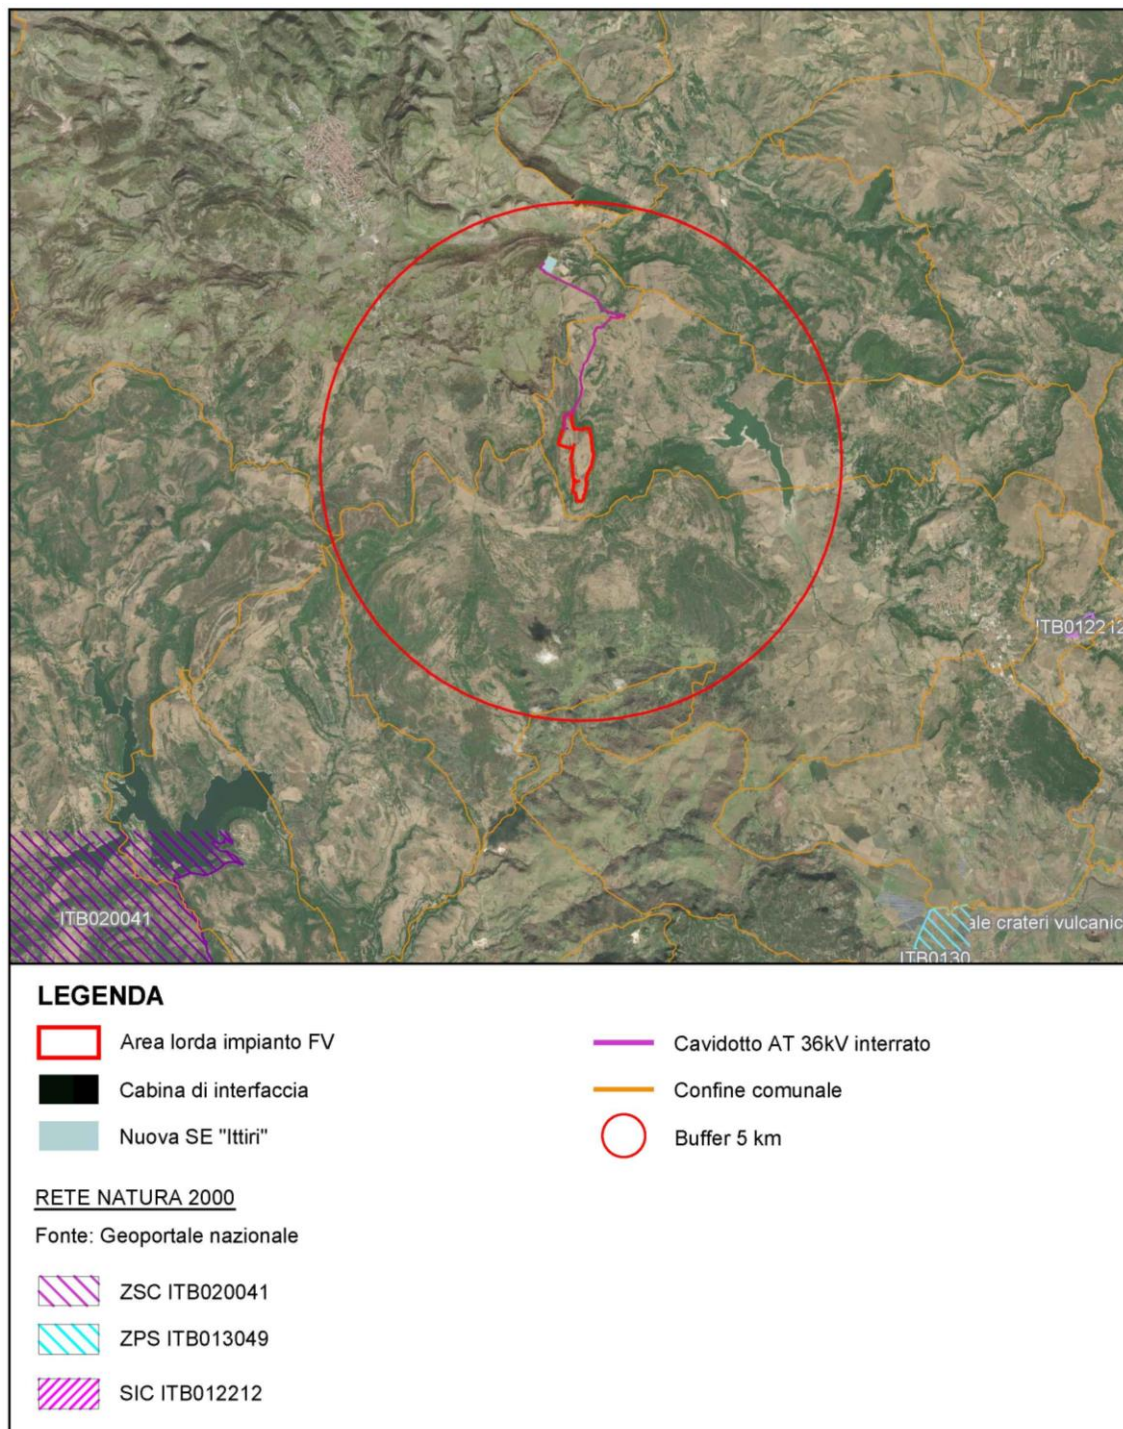 ITB012212
ITB020041
ale crateri vulcanic
ITB0130
LEGENDA
Area lorda impianto FV
Cavidotto AT 36kV interrato
Cabina di interfaccia
Confine comunale
Nuova SE "Ittiri"
Buffer 5 km
RETE NATURA 2000
Fonte: Geoportale nazionale
ZSC ITB020041
ZPS ITB013049
SIC ITB012212